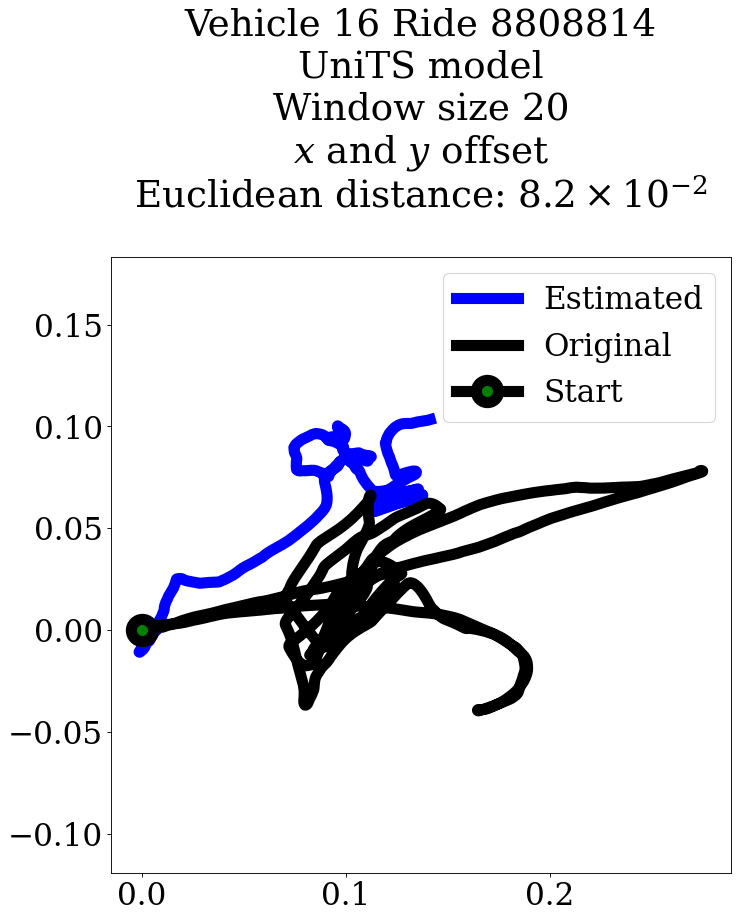 Vehicle 16 Ride 8808814
UniTS model
Window size 20
x and y offset
Euclidean distance: 8.2 × 10⁻²
Estimated
Original
Start
0.15
0.10
0.05
0.00
−0.05
−0.10
0.0 0.1 0.2